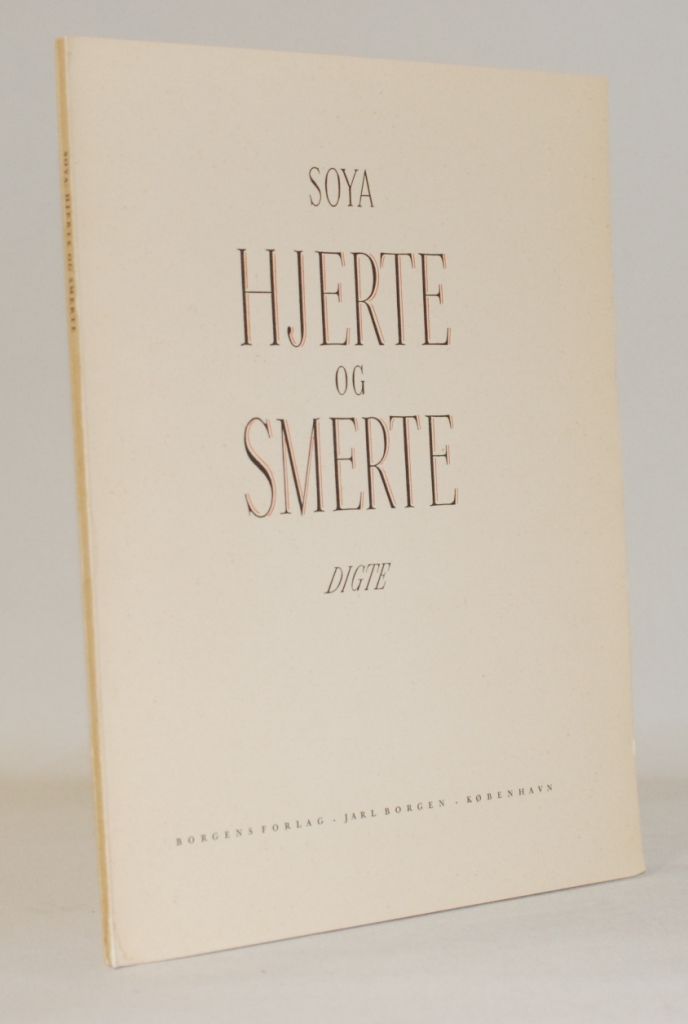 SOYA
HJERTE
OG
SMERTE
DIGTE
BORGENS FORLAG · JARL BORGEN · KØBENHAVN
SOYA HJERTE OG SMERTE